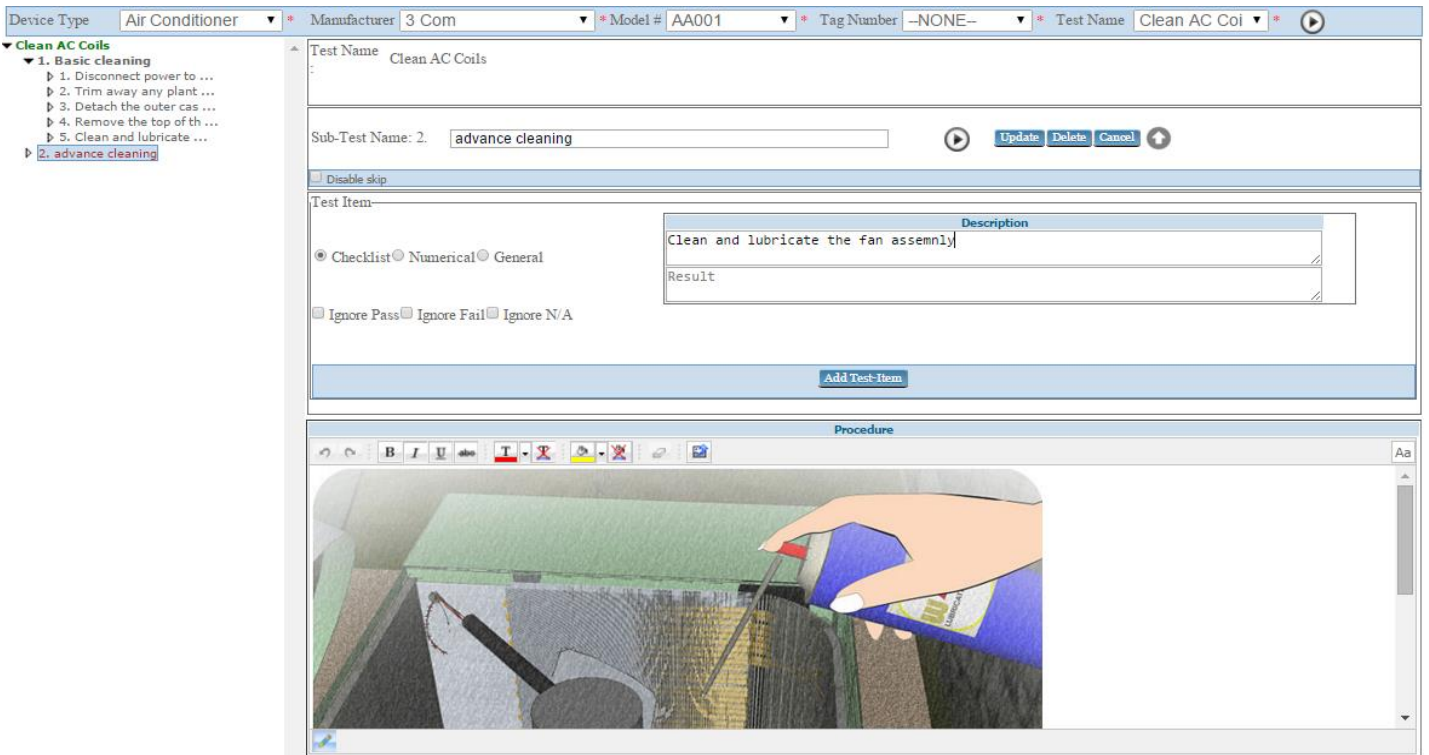 Device Type Air Conditioner * Manufacturer 3 Com * Model # AA001 * Tag Number --NONE-- * Test Name Clean AC Coi *
Clean AC Coils
1. Basic cleaning
1. Disconnect power to ...
2. Trim away any plant ...
3. Detach the outer cas ...
4. Remove the top of th ...
5. Clean and lubricate ...
2. advance cleaning
Test Name
:
Clean AC Coils
Sub-Test Name: 2. advance cleaning Update Delete Cancel
Disable skip
Test Item
Description
Clean and lubricate the fan assemnly
Checklist Numerical General
Result
Ignore Pass Ignore Fail Ignore N/A
Add Test-Item
Procedure
B I U abc T T Aa
LUBRICAT